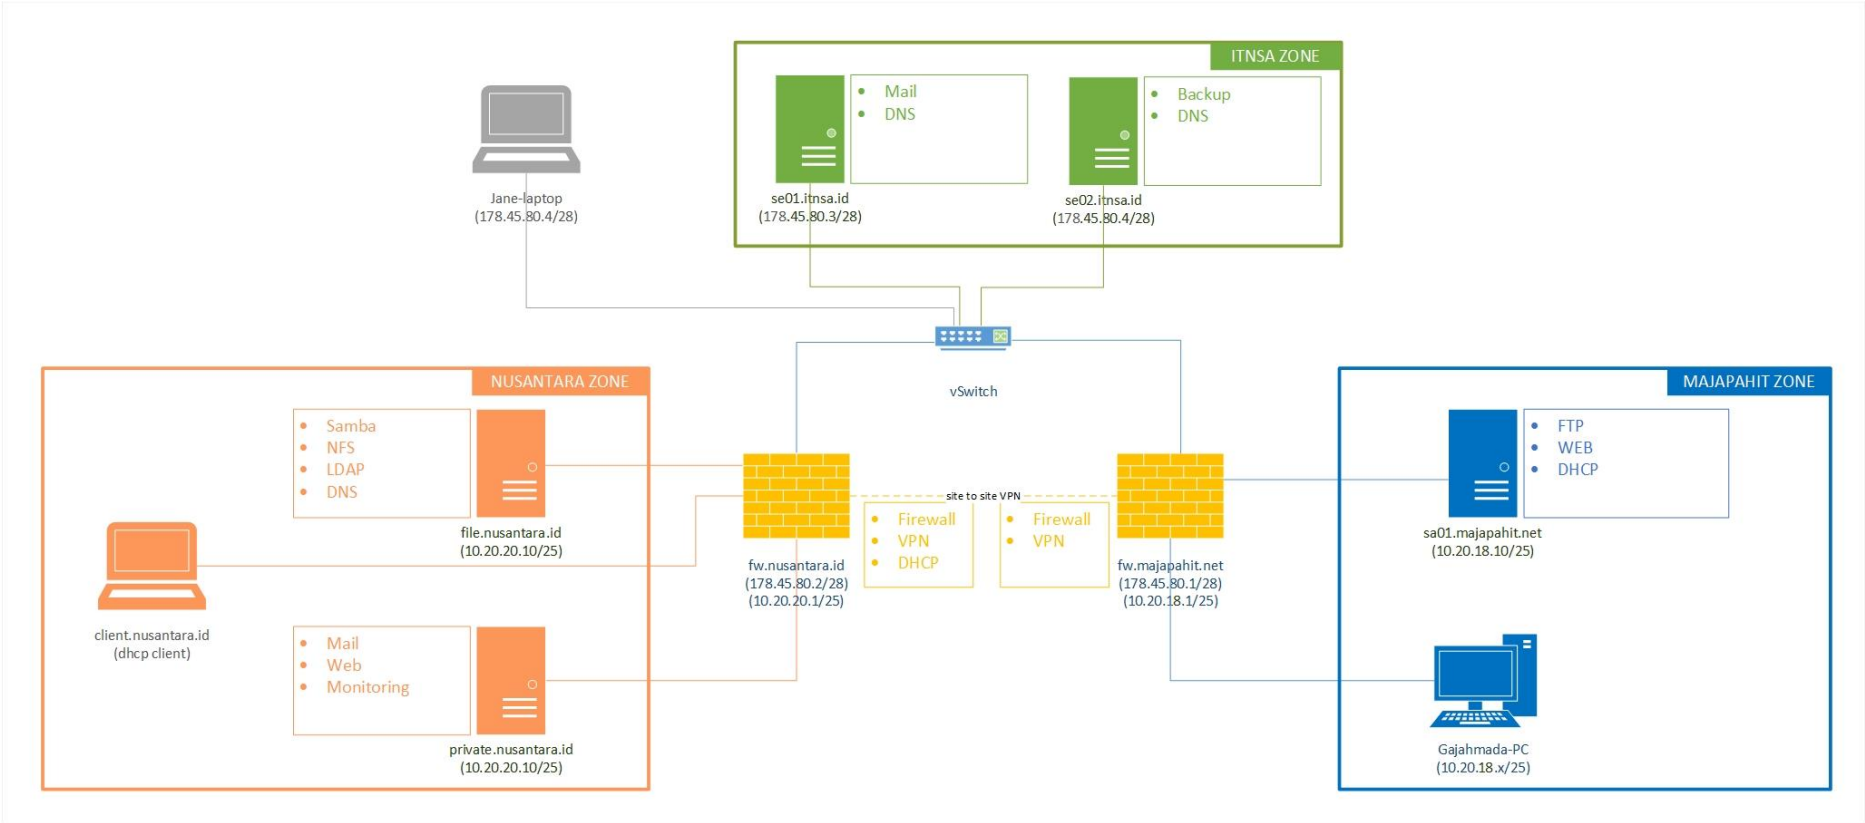 ITNSA ZONE
• Mail
• DNS
se01.itnsa.id
(178.45.80.3/28)
• Backup
• DNS
se02.itnsa.id
(178.45.80.4/28)
Jane-laptop
(178.45.80.4/28)
vSwitch
NUSANTARA ZONE
• Samba
• NFS
• LDAP
• DNS
file.nusantara.id
(10.20.20.10/25)
client.nusantara.id
(dhcp client)
• Mail
• Web
• Monitoring
private.nusantara.id
(10.20.20.10/25)
site to site VPN
• Firewall
• VPN
• DHCP
fw.nusantara.id
(178.45.80.2/28)
(10.20.20.1/25)
• Firewall
• VPN
fw.majapahit.net
(178.45.80.1/28)
(10.20.18.1/25)
MAJAPAHIT ZONE
• FTP
• WEB
• DHCP
sa01.majapahit.net
(10.20.18.10/25)
Gajahmada-PC
(10.20.18.x/25)